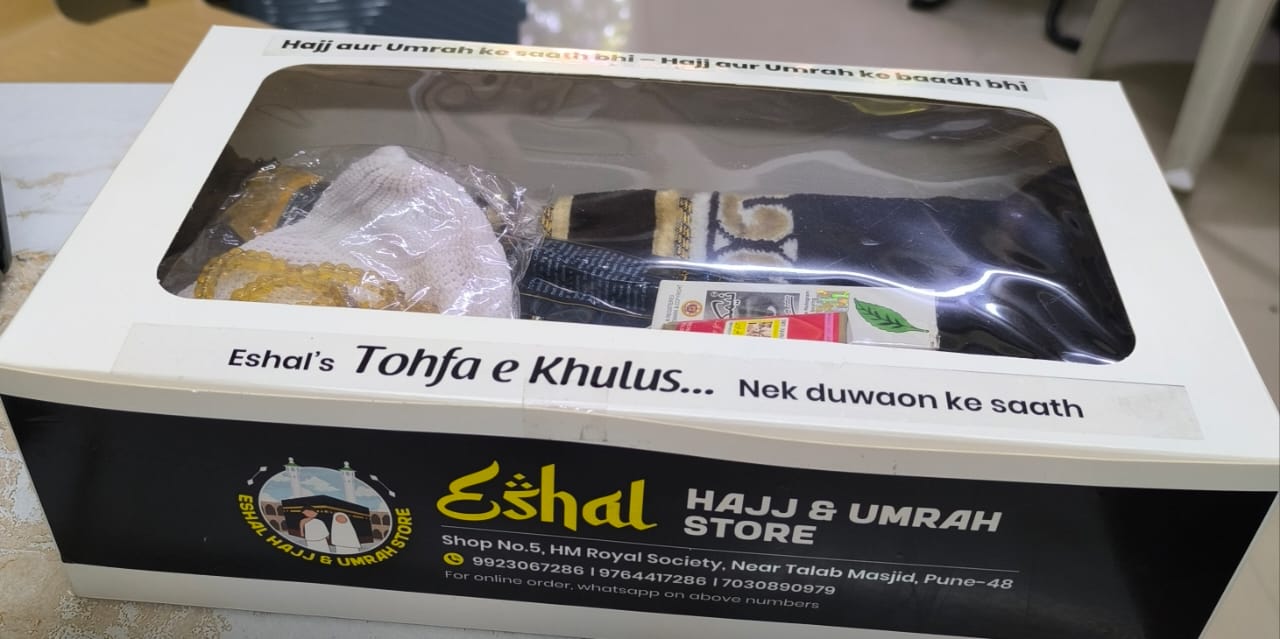 Hajj aur Umrah ke saath bhi – Hajj aur Umrah ke baadh bhi
Eshal's Tohfa e Khulus... Nek duwaon ke saath
ESHAL HAJJ & UMRAH STORE
Eshal HAJJ & UMRAH
STORE
Shop No.5, HM Royal Society, Near Talab Masjid, Pune-48
9923067286 | 9764417286 | 7030890979
For online order, whatsapp on above numbers